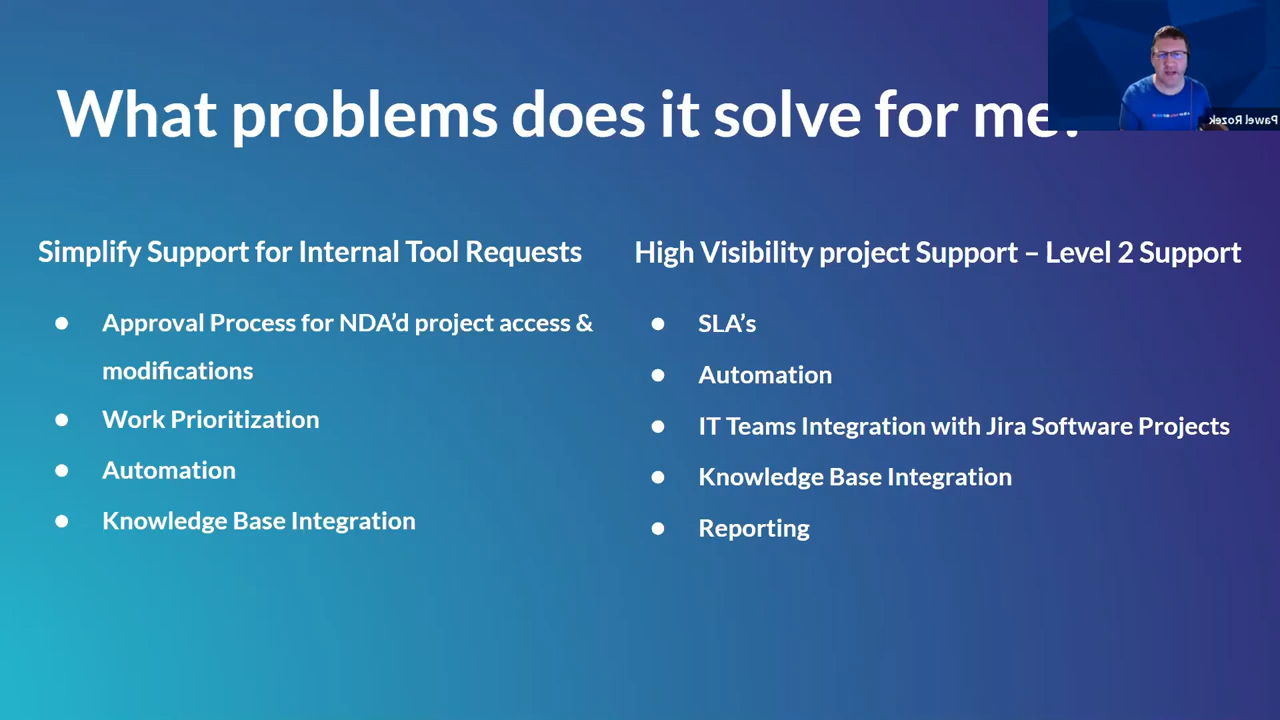 What problems does it solve for me?
Pawel Rozek
Simplify Support for Internal Tool Requests
● Approval Process for NDA’d project access &
modifications
● Work Prioritization
● Automation
● Knowledge Base Integration
High Visibility project Support – Level 2 Support
● SLA’s
● Automation
● IT Teams Integration with Jira Software Projects
● Knowledge Base Integration
● Reporting